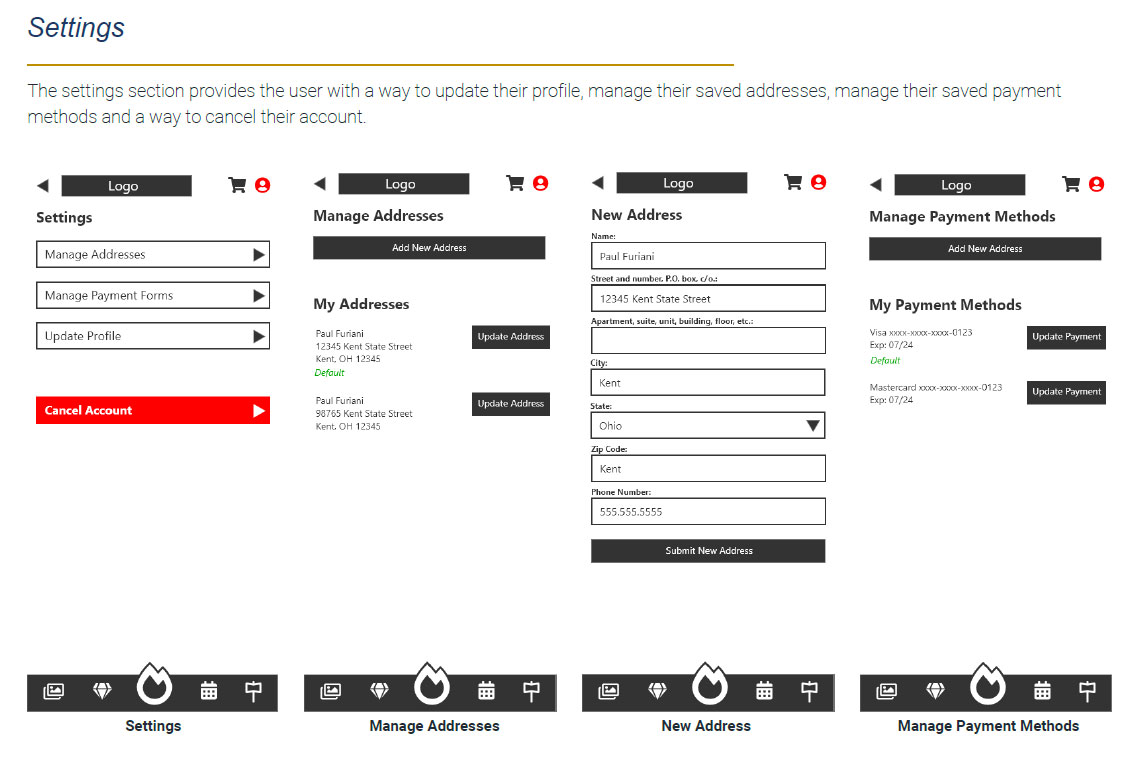 Settings
The settings section provides the user with a way to update their profile, manage their saved addresses, manage their saved payment
methods and a way to cancel their account.
Logo
Settings
Manage Addresses
Manage Payment Forms
Update Profile
Cancel Account
Settings
Logo
Manage Addresses
Add New Address
My Addresses
Paul Furiani
12345 Kent State Street
Kent, OH 12345
Default
Update Address
Paul Furiani
98765 Kent State Street
Kent, OH 12345
Update Address
Manage Addresses
Logo
New Address
Name:
Paul Furiani
Street and number, P.O. box, c/o.:
12345 Kent State Street
Apartment, suite, unit, building, floor, etc.:
City:
Kent
State:
Ohio
Zip Code:
Kent
Phone Number:
555.555.5555
Submit New Address
New Address
Logo
Manage Payment Methods
Add New Address
My Payment Methods
Visa xxxx-xxxx-xxxx-0123
Exp: 07/24
Default
Update Payment
Mastercard xxxx-xxxx-xxxx-0123
Exp: 07/24
Update Payment
Manage Payment Methods